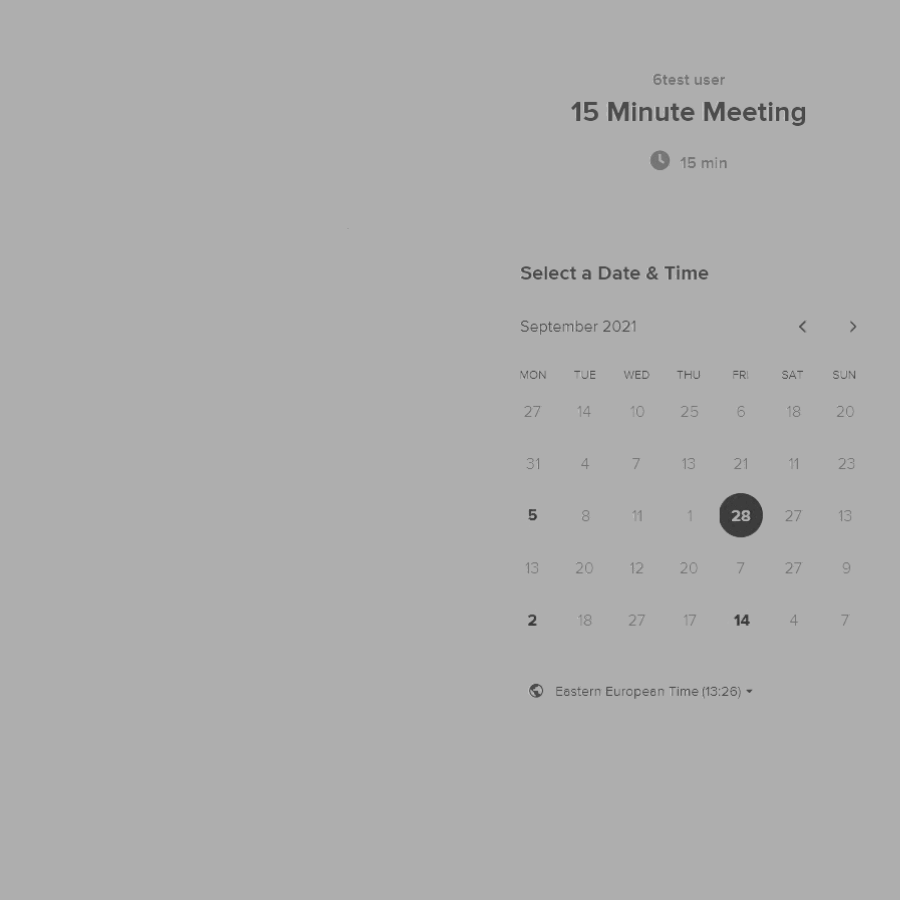 6test user
15 Minute Meeting
15 min
Select a Date & Time
September 2021
MON TUE WED THU FRI SAT SUN
27 14 10 25 6 18 20
31 4 7 13 21 11 23
5 8 11 1 28 27 13
13 20 12 20 7 27 9
2 18 27 17 14 4 7
Eastern European Time (13:26)